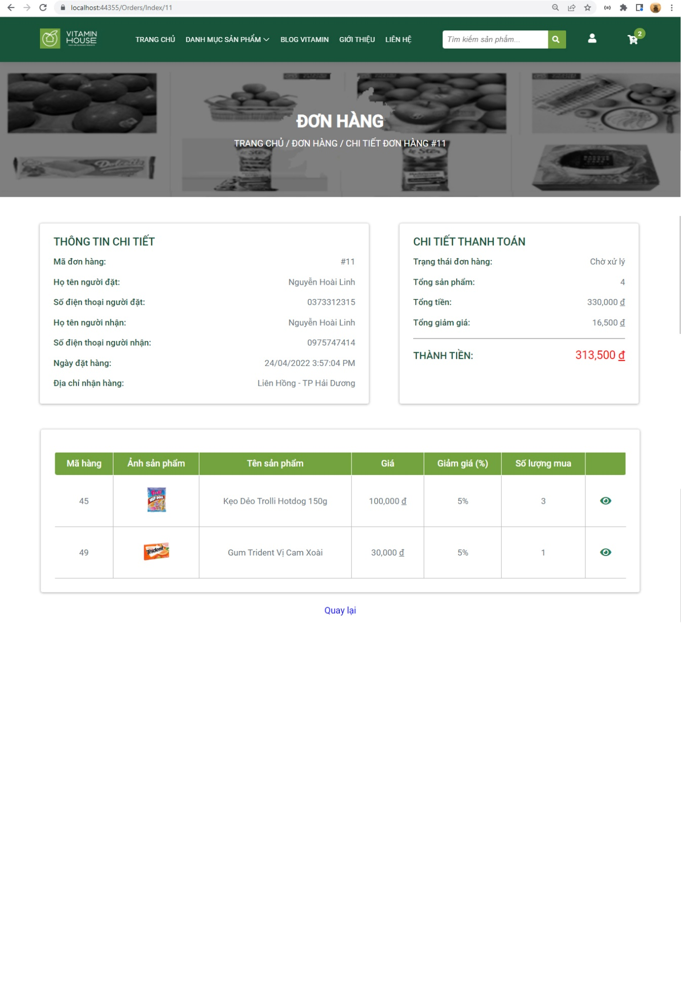 localhost:44355/Orders/Index/11
VITAMIN
HOUSE
TRANG CHỦ DANH MỤC SẢN PHẨM BLOG VITAMIN GIỚI THIỆU LIÊN HỆ Tìm kiếm sản phẩm... 2
ĐƠN HÀNG
TRANG CHỦ / ĐƠN HÀNG / CHI TIẾT ĐƠN HÀNG #11
THÔNG TIN CHI TIẾT
Mã đơn hàng: #11
Họ tên người đặt: Nguyễn Hoài Linh
Số điện thoại người đặt: 0373312315
Họ tên người nhận: Nguyễn Hoài Linh
Số điện thoại người nhận: 0975747414
Ngày đặt hàng: 24/04/2022 3:57:04 PM
Địa chỉ nhận hàng: Liên Hồng - TP Hải Dương
CHI TIẾT THANH TOÁN
Trạng thái đơn hàng: Chờ xử lý
Tổng sản phẩm: 4
Tổng tiền: 330,000 đ
Tổng giảm giá: 16,500 đ
THÀNH TIỀN: 313,500 đ
Mã hàng Ảnh sản phẩm Tên sản phẩm Giá Giảm giá (%) Số lượng mua
45 HOT DOG Kẹo Dẻo Trolli Hotdog 150g 100,000 đ 5% 3
49 Trident Gum Trident Vị Cam Xoài 30,000 đ 5% 1
Quay lại